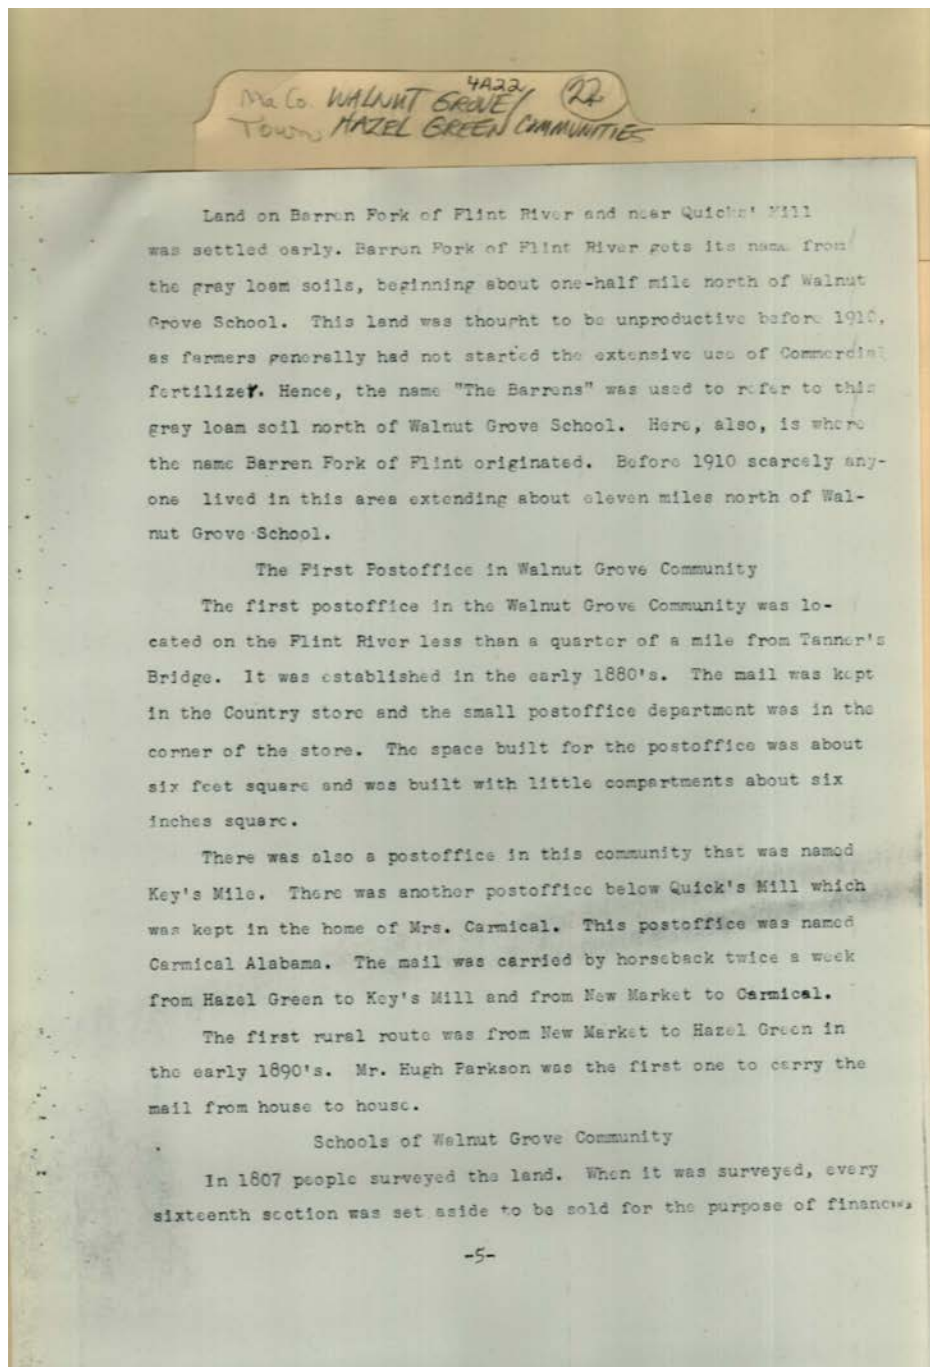 4A22
Ma Co. WALNUT GROVE/ 22
Towns HAZEL GREEN COMMUNITIES
Land on Barren Fork of Flint River and near Quicks' Mill
was settled early. Barren Fork of Flint River gets its name from
the gray loam soils, beginning about one-half mile north of Walnut
Grove School. This land was thought to be unproductive before 1910,
as farmers generally had not started the extensive use of Commercial
fertilizer. Hence, the name "The Barrens" was used to refer to this
gray loam soil north of Walnut Grove School. Here, also, is where
the name Barren Fork of Flint originated. Before 1910 scarcely any-
one lived in this area extending about eleven miles north of Wal-
nut Grove School.
The First Postoffice in Walnut Grove Community
The first postoffice in the Walnut Grove Community was lo-
cated on the Flint River less than a quarter of a mile from Tanner's
Bridge. It was established in the early 1880's. The mail was kept
in the Country store and the small postoffice department was in the
corner of the store. The space built for the postoffice was about
six feet square and was built with little compartments about six
inches square.
There was also a postoffice in this community that was named
Key's Mile. There was another postoffice below Quick's Mill which
was kept in the home of Mrs. Carmical. This postoffice was named
Carmical Alabama. The mail was carried by horseback twice a week
from Hazel Green to Key's Mill and from New Market to Carmical.
The first rural route was from New Market to Hazel Green in
the early 1890's. Mr. Hugh Parkson was the first one to carry the
mail from house to house.
Schools of Walnut Grove Community
In 1807 people surveyed the land. When it was surveyed, every
sixteenth section was set aside to be sold for the purpose of
-5-